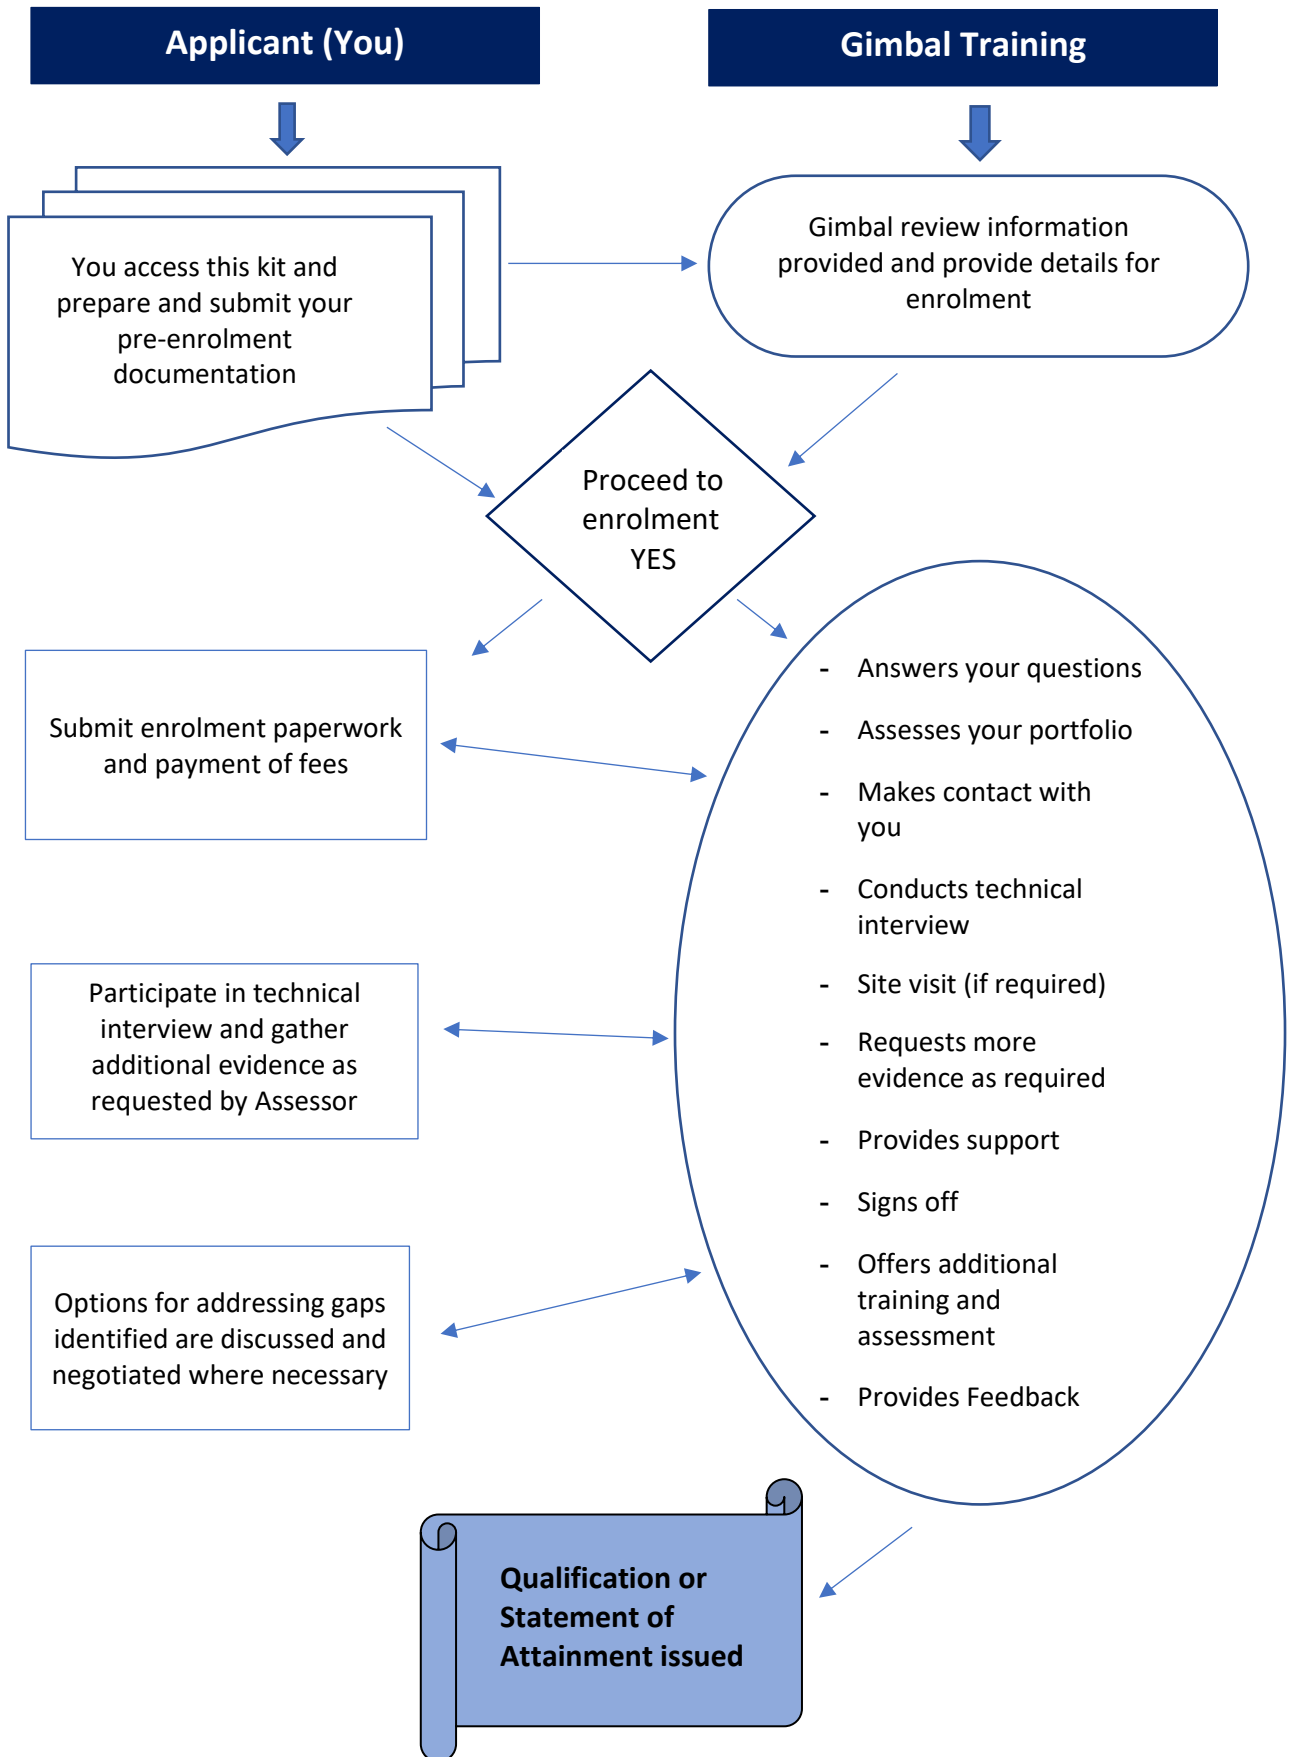 Applicant (You)
Gimbal Training
You access this kit and
prepare and submit your
pre-enrolment
documentation
Gimbal review information
provided and provide details for
enrolment
Proceed to
enrolment
YES
Submit enrolment paperwork
and payment of fees
Participate in technical
interview and gather
additional evidence as
requested by Assessor
Options for addressing gaps
identified are discussed and
negotiated where necessary
- Answers your questions
- Assesses your portfolio
- Makes contact with
you
- Conducts technical
interview
- Site visit (if required)
- Requests more
evidence as required
- Provides support
- Signs off
- Offers additional
training and
assessment
- Provides Feedback
Qualification or
Statement of
Attainment issued